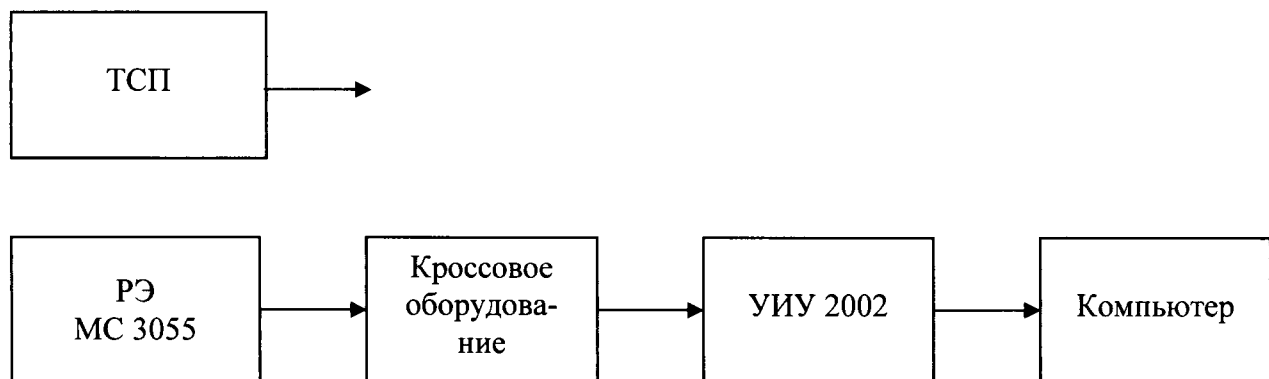 ТСП
РЭ
МС 3055
Кроссовое
оборудова-
ние
УИУ 2002
Компьютер